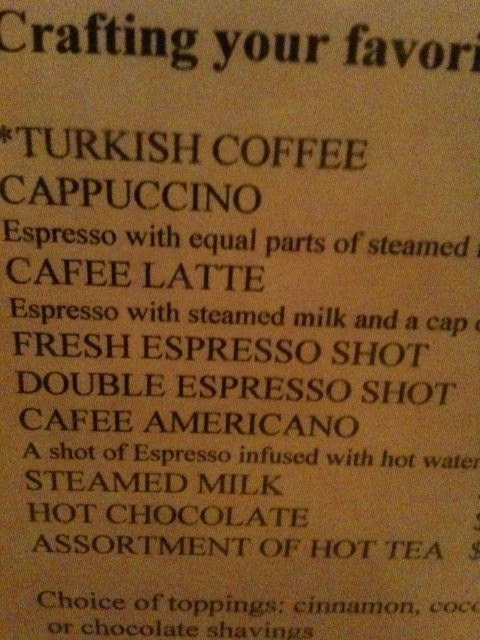 Crafting your favori
*TURKISH COFFEE
CAPPUCCINO
Espresso with equal parts of steamed
CAFEE LATTE
Espresso with steamed milk and a cap
FRESH ESPRESSO SHOT
DOUBLE ESPRESSO SHOT
CAFEE AMERICANO
A shot of Espresso infused with hot water
STEAMED MILK
HOT CHOCOLATE $
ASSORTMENT OF HOT TEA $
Choice of toppings: cinnamon, coco
or chocolate shavings